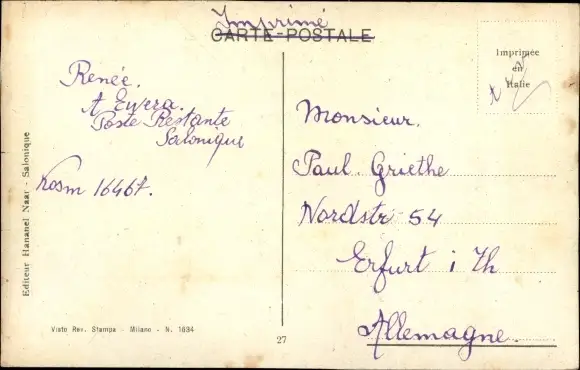 Imprimé
CARTE-POSTALE
Imprimée
en
Italie
Renée.
Poste Restante
Salonique
Kosm 16467.
Monsieur.
Paul Griethe
Nordstr 54
Erfurt i Th
Allemagne.
Editeur Hananel Naar - Salonique
Visto Rev. Stampa - Milano - N. 1634
27